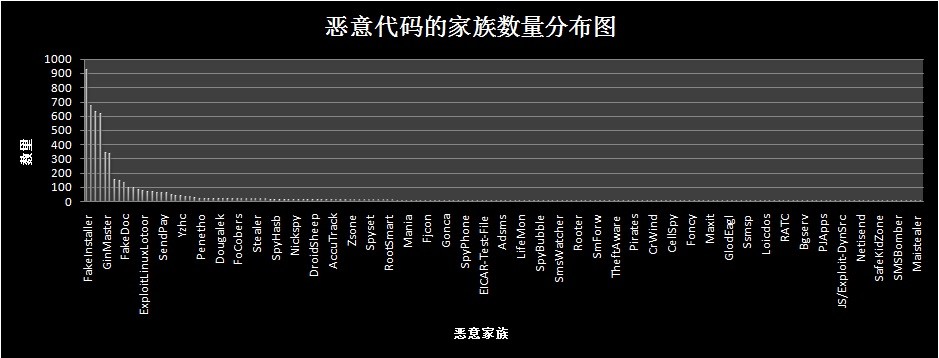 恶意代码的家族数量分布图
1000
900
800
700
600
500
400
300
200
100
0
数量
FakeInstaller
GinMaster
FakeDoc
ExploitLinuxLotoor
SendPay
Yzhc
Penetho
Dougalek
FoCobers
Stealer
SpyHasb
Nickspy
DroidSheep
AccuTrack
Zsone
Spyset
RootSmart
Mania
Fjcon
Gonca
SpyPhone
EICAR-Test-File
Adsms
LifeMon
SpyBubble
SmsWatcher
Rooter
SmForw
TheftAware
Pirates
CrWind
CellSpy
Foncy
Maxit
GlodEagl
Ssmsp
Loicdos
RATC
Bgserv
PJApps
JS/Exploit-DynSrc
Netisend
SafeKidZone
SMSBomber
Maistealer
恶意家族